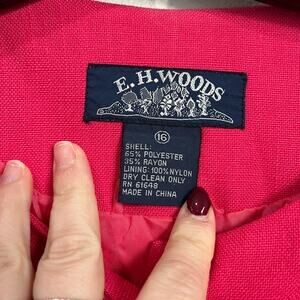 E.H.WOODS
16
SHELL:
65% POLYESTER
35% RAYON
LINING: 100% NYLON
DRY CLEAN ONLY
RN 61648
MADE IN CHINA